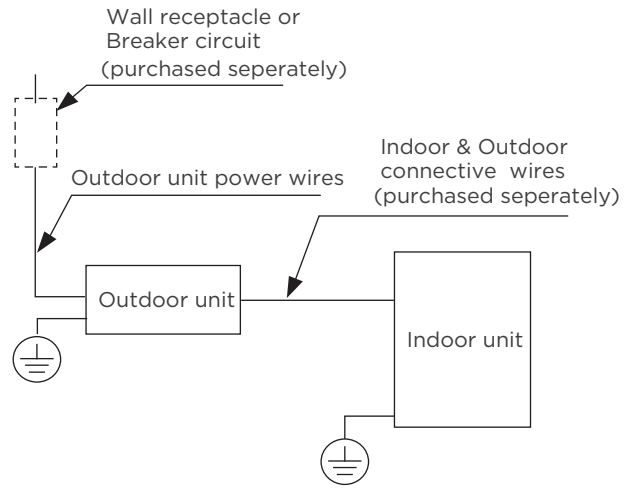 Wall receptacle or
Breaker circuit
(purchased seperately)
Indoor & Outdoor
connective wires
(purchased seperately)
Outdoor unit power wires
Outdoor unit
Indoor unit